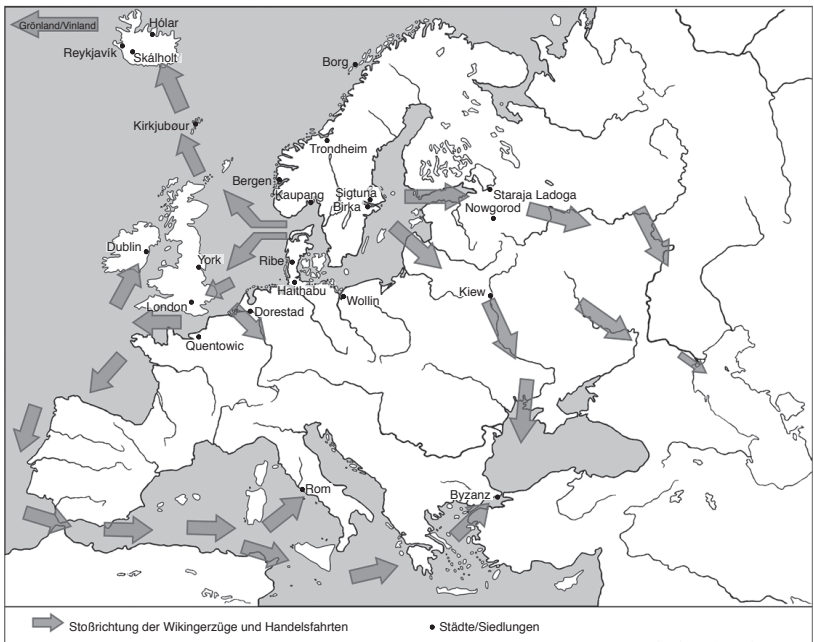 Grönland/Vinland
Hólar
Reykjavík
Skálholt
Borg
Kirkjubøur
Trondheim
Bergen
Kaupang
Sigtuna
Birka
Staraja Ladoga
Nowgorod
Dublin
York
Ribe
Haithabu
London
Dorestad
Wollin
Kiew
Quentowic
Rom
Byzanz
Stoßrichtung der Wikingerzüge und Handelsfahrten
Städte/Siedlungen